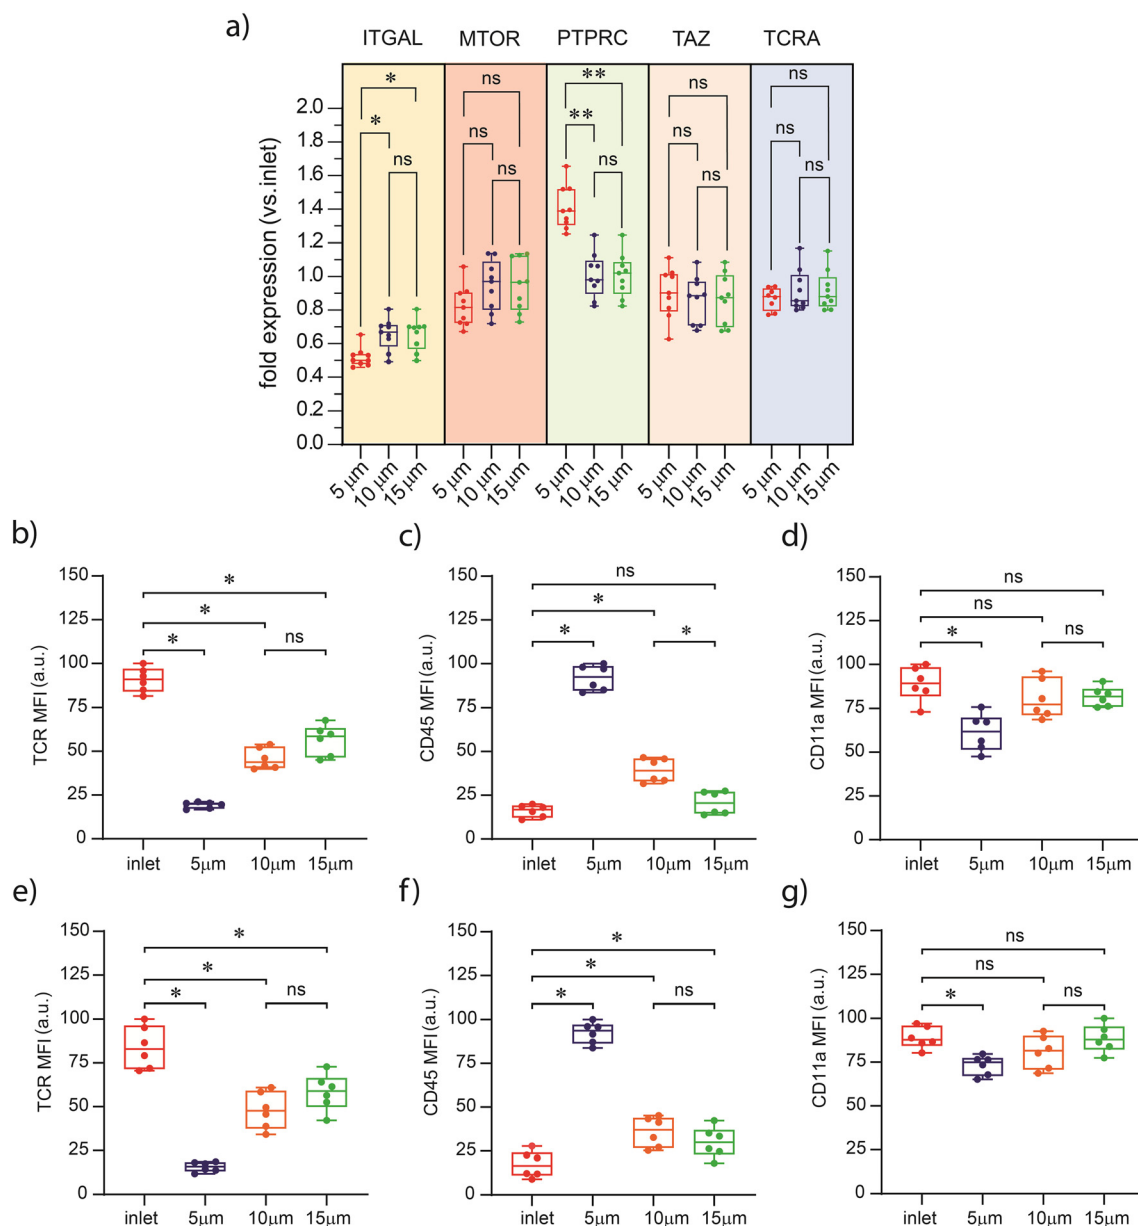 a)
ITGAL MTOR PTPRC TAZ TCRA
fold expression (vs.inlet)
2.0
1.8
1.6
1.4
1.2
1.0
0.8
0.6
0.4
0.2
0.0
* * ns
ns ns ns
** ** ns
ns ns ns
ns ns ns
5 µm 10 µm 15 µm 5 µm 10 µm 15 µm 5 µm 10 µm 15 µm 5 µm 10 µm 15 µm 5 µm 10 µm 15 µm
b)
TCR MFI (a.u.)
150
125
100
75
50
25
0
*
*
* ns
inlet 5µm 10µm 15µm
c)
CD45 MFI (a.u.)
150
125
100
75
50
25
0
ns
*
* *
inlet 5µm 10µm 15µm
d)
CD11a MFI (a.u.)
150
125
100
75
50
25
0
ns
ns
* ns
inlet 5µm 10µm 15µm
e)
TCR MFI (a.u.)
150
125
100
75
50
25
0
*
*
* ns
inlet 5µm 10µm 15µm
f)
CD45 MFI (a.u.)
150
125
100
75
50
25
0
*
*
* ns
inlet 5µm 10µm 15µm
g)
CD11a MFI (a.u.)
150
125
100
75
50
25
0
ns
ns
* ns
inlet 5µm 10µm 15µm